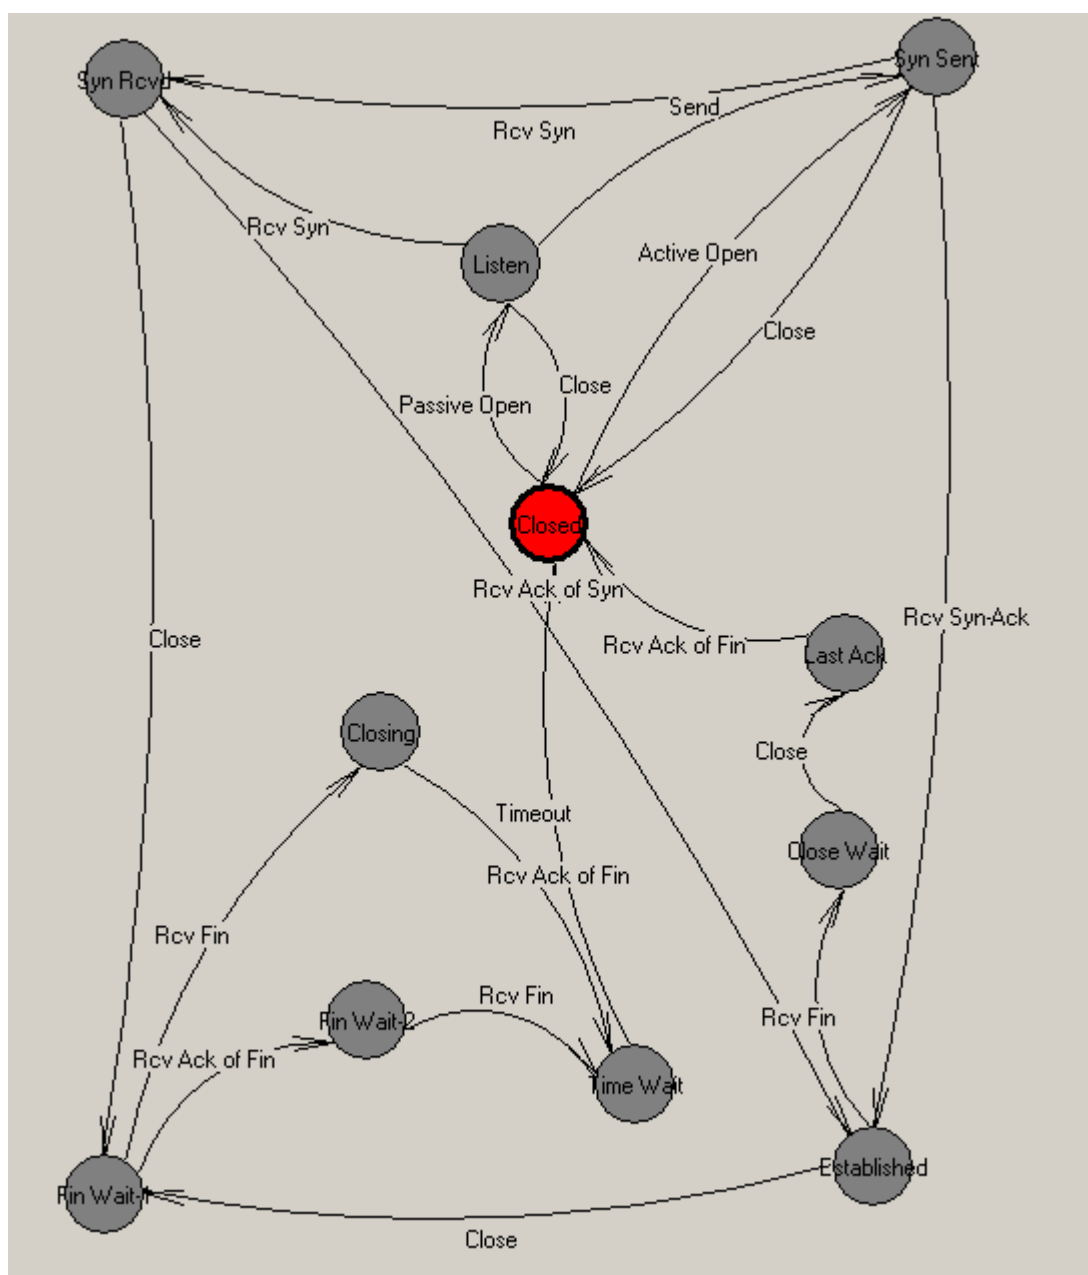 Syn Sent
Syn Rcvd
Send
Rcv Syn
Rcv Syn
Active Open
Listen
Close
Close
Passive Open
Closed
Rcv Ack of Syn
Rcv Syn-Ack
Close
Rcv Ack of Fin
Last Ack
Closing
Close
Timeout
Close Wait
Rcv Ack of Fin
Rcv Fin
Rcv Fin
Rcv Fin
Fin Wait-2
Rcv Ack of Fin
Time Wait
Established
Fin Wait-1
Close